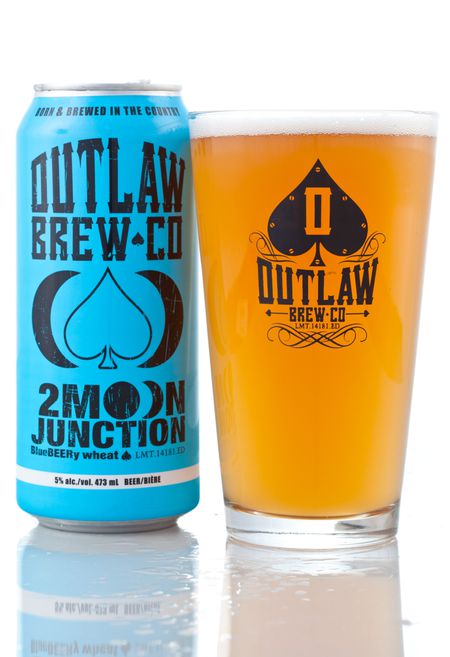 BORN & BREWED IN THE COUNTRY
OUTLAW
BREW♠CO
2MOON
JUNCTION
BlueBEERy wheat ♠ LMT.14181.ED
5% alc./vol. 473 mL BEER/BIÈRE
O
OUTLAW
BREW•CO
LMT.14181.ED